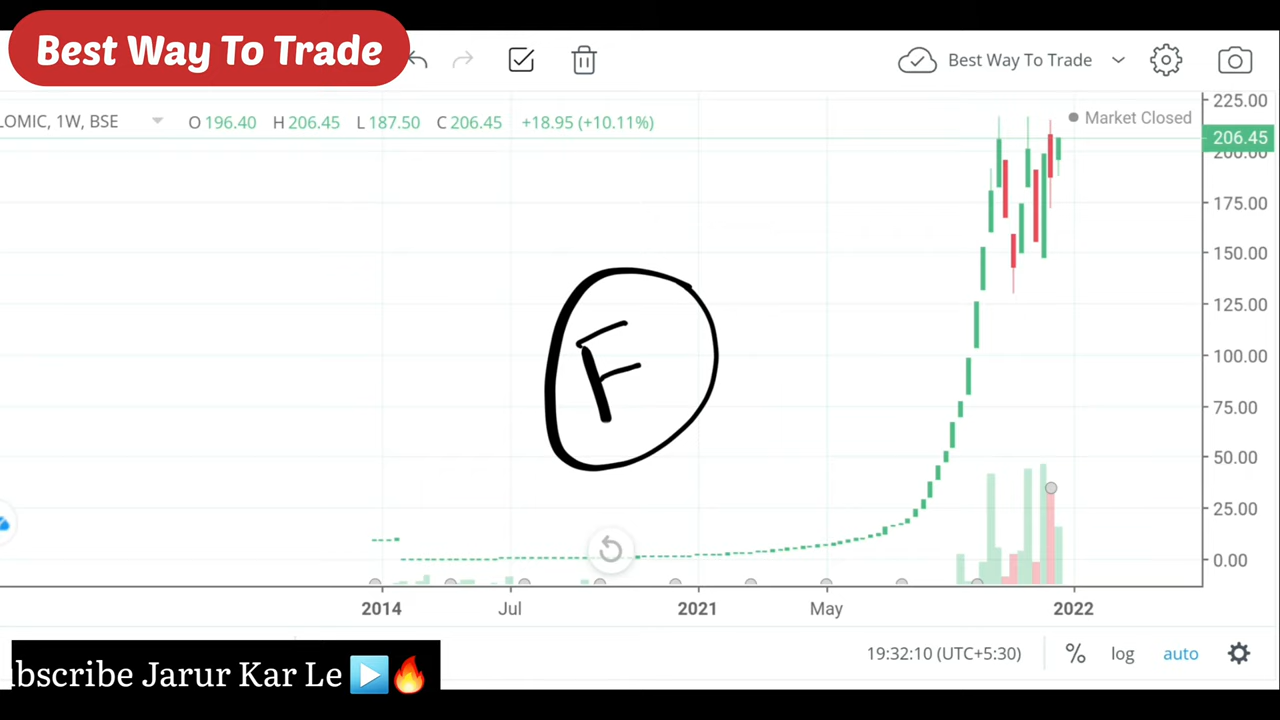 Best Way To Trade
Best Way To Trade
LOMIC, 1W, BSE O 196.40 H 206.45 L 187.50 C 206.45 +18.95 (+10.11%)
Market Closed
225.00
206.45
200.00
175.00
150.00
125.00
100.00
75.00
50.00
25.00
0.00
F
2014 Jul 2021 May 2022
19:32:10 (UTC+5:30) % log auto
ubscribe Jarur Kar Le ▶️🔥